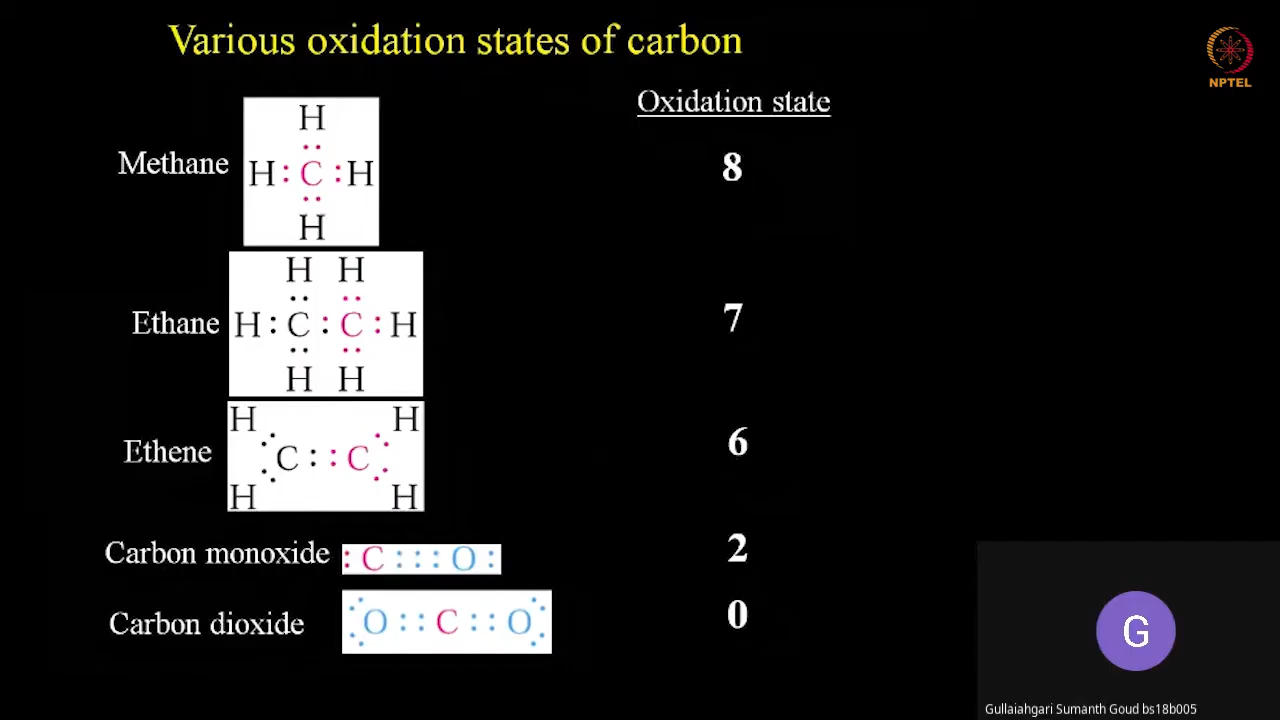 Various oxidation states of carbon
NPTEL
Oxidation state
H
Methane H : C : H 8
H
H H
Ethane H : C : C : H 7
H H
H H
Ethene C : : C 6
H H
Carbon monoxide : C : : : O : 2
Carbon dioxide O : : C : : O 0
G
Gullaiahgari Sumanth Goud bs18b005